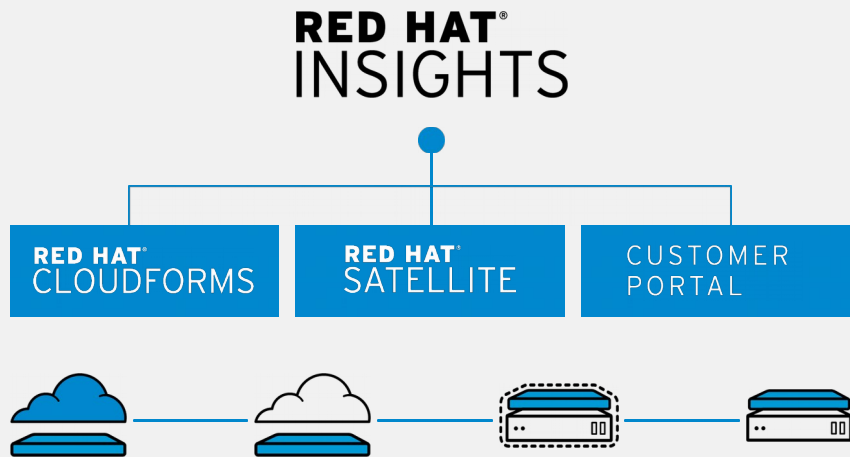 RED HAT®
INSIGHTS
RED HAT®
CLOUDFORMS
RED HAT®
SATELLITE
CUSTOMER
PORTAL